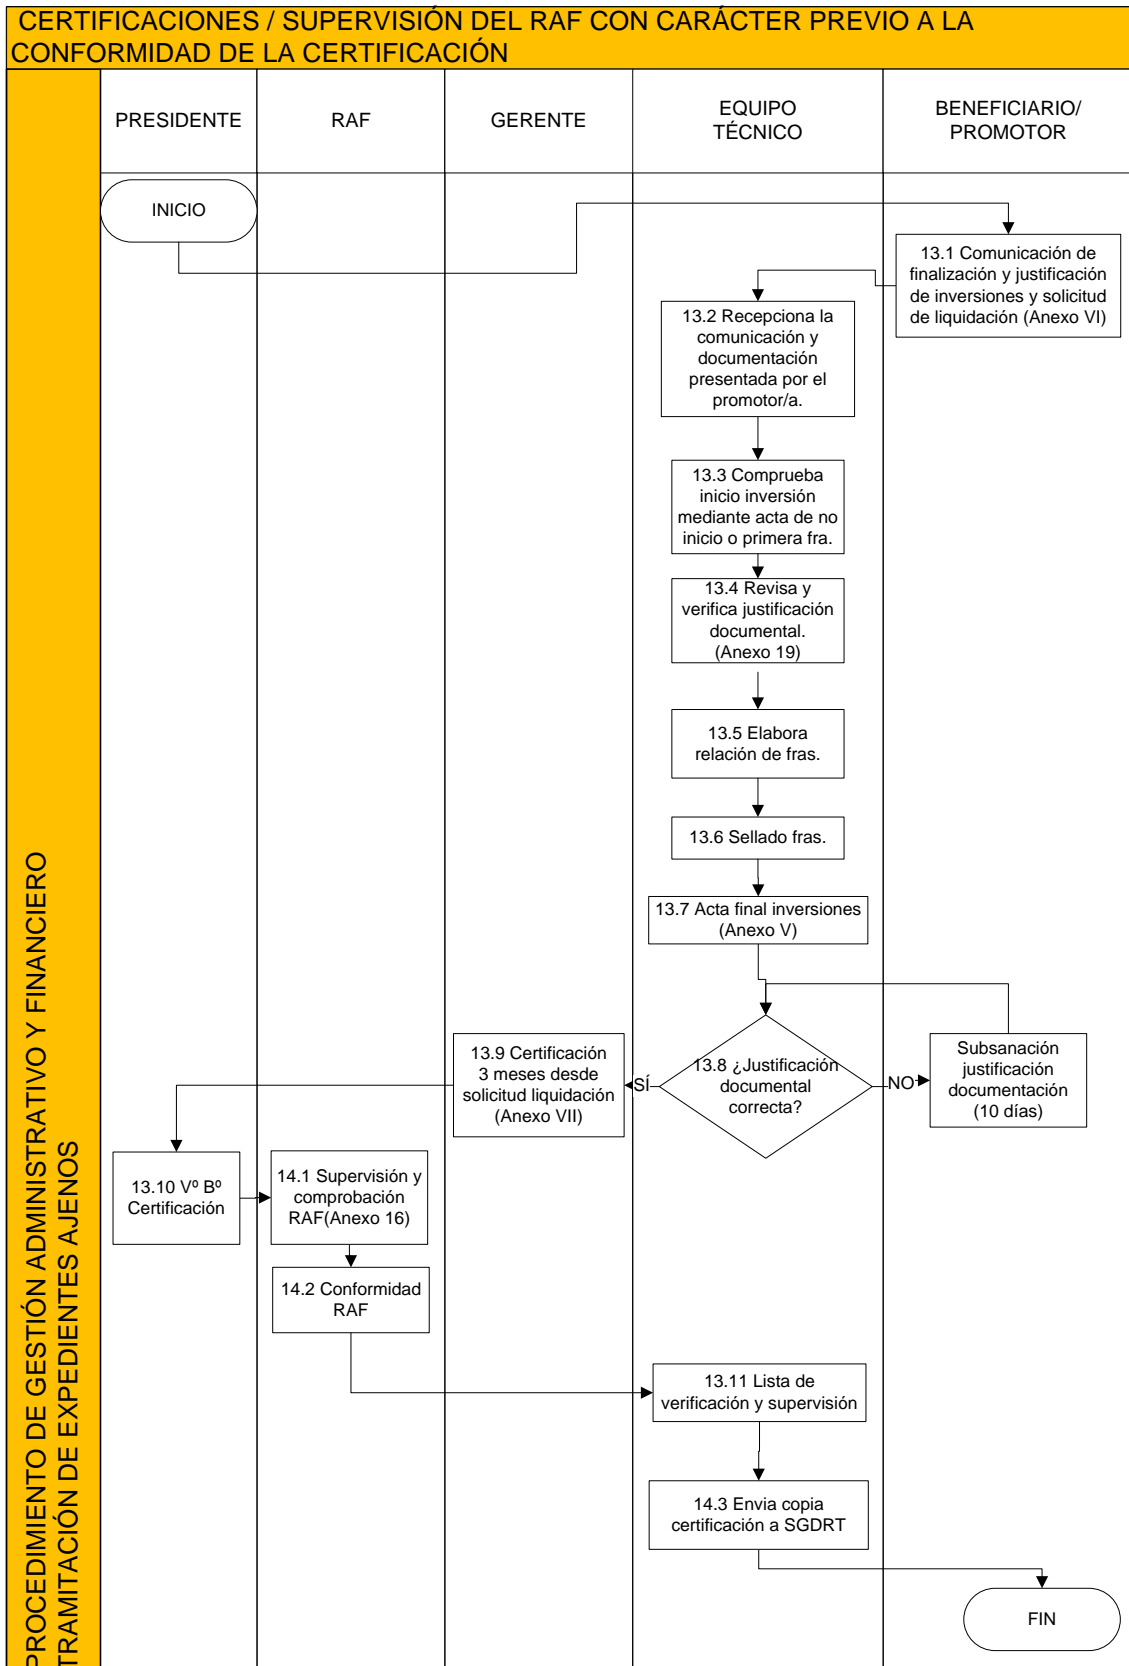 CERTIFICACIONES / SUPERVISIÓN DEL RAF CON CARÁCTER PREVIO A LA
CONFORMIDAD DE LA CERTIFICACIÓN
PROCEDIMIENTO DE GESTIÓN ADMINISTRATIVO Y FINANCIERO
TRAMITACIÓN DE EXPEDIENTES AJENOS
PRESIDENTE
RAF
GERENTE
EQUIPO
TÉCNICO
BENEFICIARIO/
PROMOTOR
INICIO
13.1 Comunicación de
finalización y justificación
de inversiones y solicitud
de liquidación (Anexo VI)
13.2 Recepciona la
comunicación y
documentación
presentada por el
promotor/a.
13.3 Comprueba
inicio inversión
mediante acta de no
inicio o primera fra.
13.4 Revisa y
verifica justificación
documental.
(Anexo 19)
13.5 Elabora
relación de fras.
13.6 Sellado fras.
13.7 Acta final inversiones
(Anexo V)
13.8 ¿Justificación
documental
correcta?
SÍ
NO
Subsanación
justificación
documentación
(10 días)
13.9 Certificación
3 meses desde
solicitud liquidación
(Anexo VII)
13.10 Vº Bº
Certificación
14.1 Supervisión y
comprobación
RAF(Anexo 16)
14.2 Conformidad
RAF
13.11 Lista de
verificación y supervisión
14.3 Envia copia
certificación a SGDRT
FIN